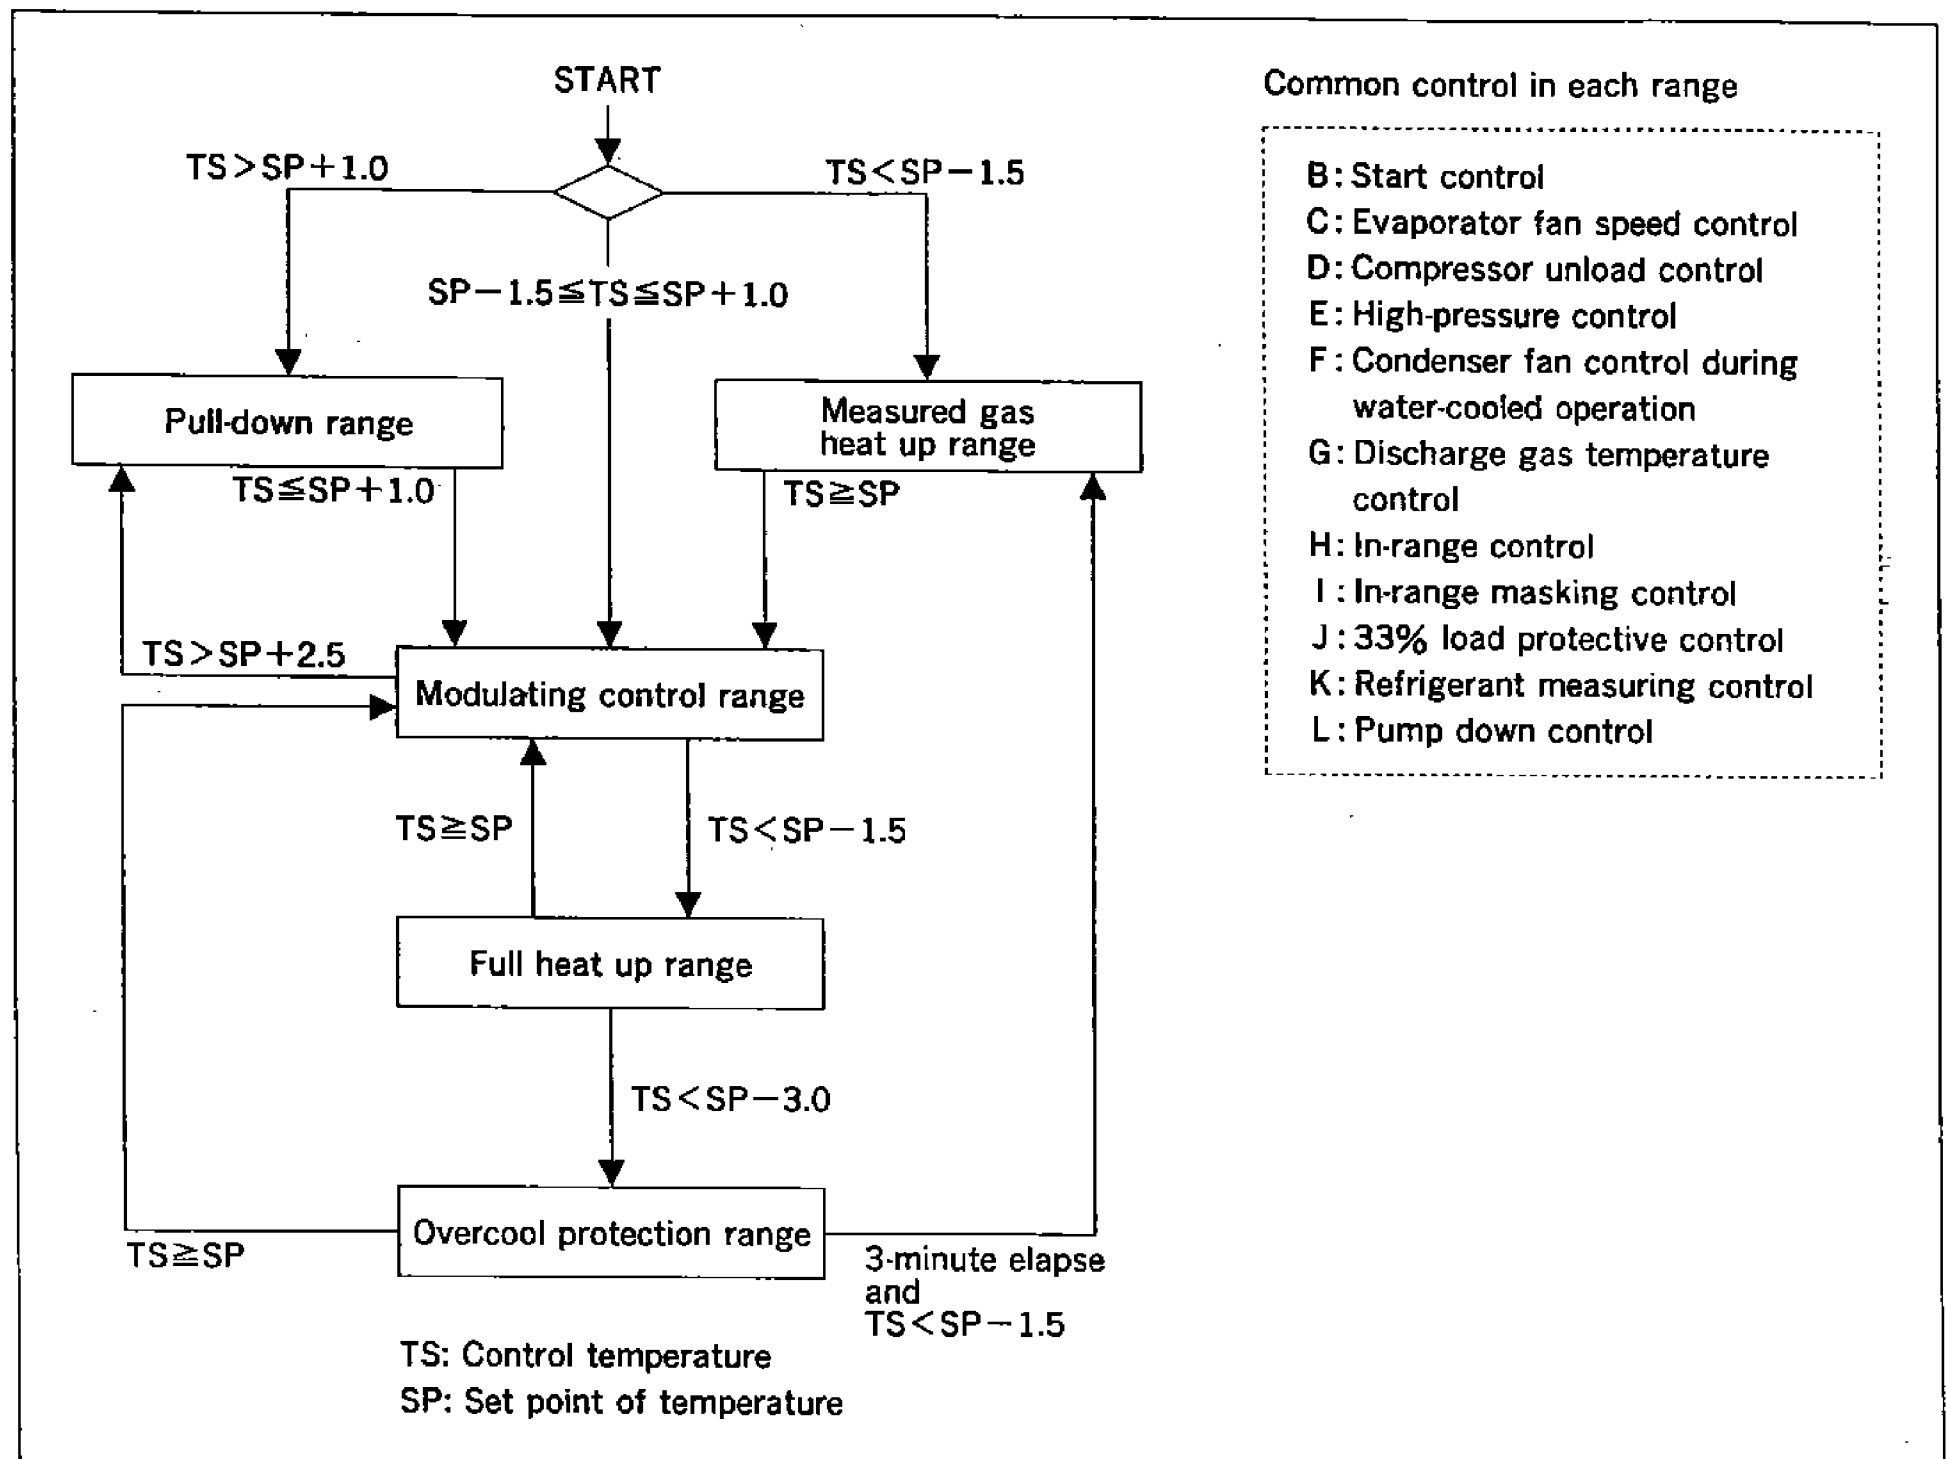 START
TS>SP+1.0
TS<SP-1.5
SP-1.5≦TS≦SP+1.0
Pull-down range
Measured gas
heat up range
TS≦SP+1.0
TS≧SP
TS>SP+2.5
Modulating control range
TS≧SP
TS<SP-1.5
Full heat up range
TS<SP-3.0
Overcool protection range
TS≧SP
3-minute elapse
and
TS<SP-1.5
TS: Control temperature
SP: Set point of temperature
Common control in each range
B: Start control
C: Evaporator fan speed control
D: Compressor unload control
E: High-pressure control
F: Condenser fan control during
water-cooled operation
G: Discharge gas temperature
control
H: In-range control
I: In-range masking control
J: 33% load protective control
K: Refrigerant measuring control
L: Pump down control